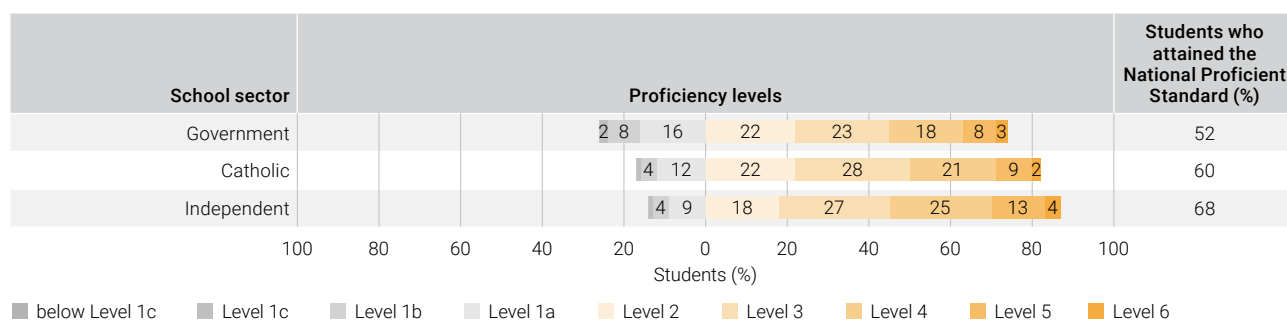 School sector
Proficiency levels
Students who
attained the
National Proficient
Standard (%)
Government 2 8 16 22 23 18 8 3 52
Catholic 4 12 22 28 21 9 2 60
Independent 4 9 18 27 25 13 4 68
100 80 60 40 20 0 20 40 60 80 100
Students (%)
below Level 1c Level 1c Level 1b Level 1a Level 2 Level 3 Level 4 Level 5 Level 6